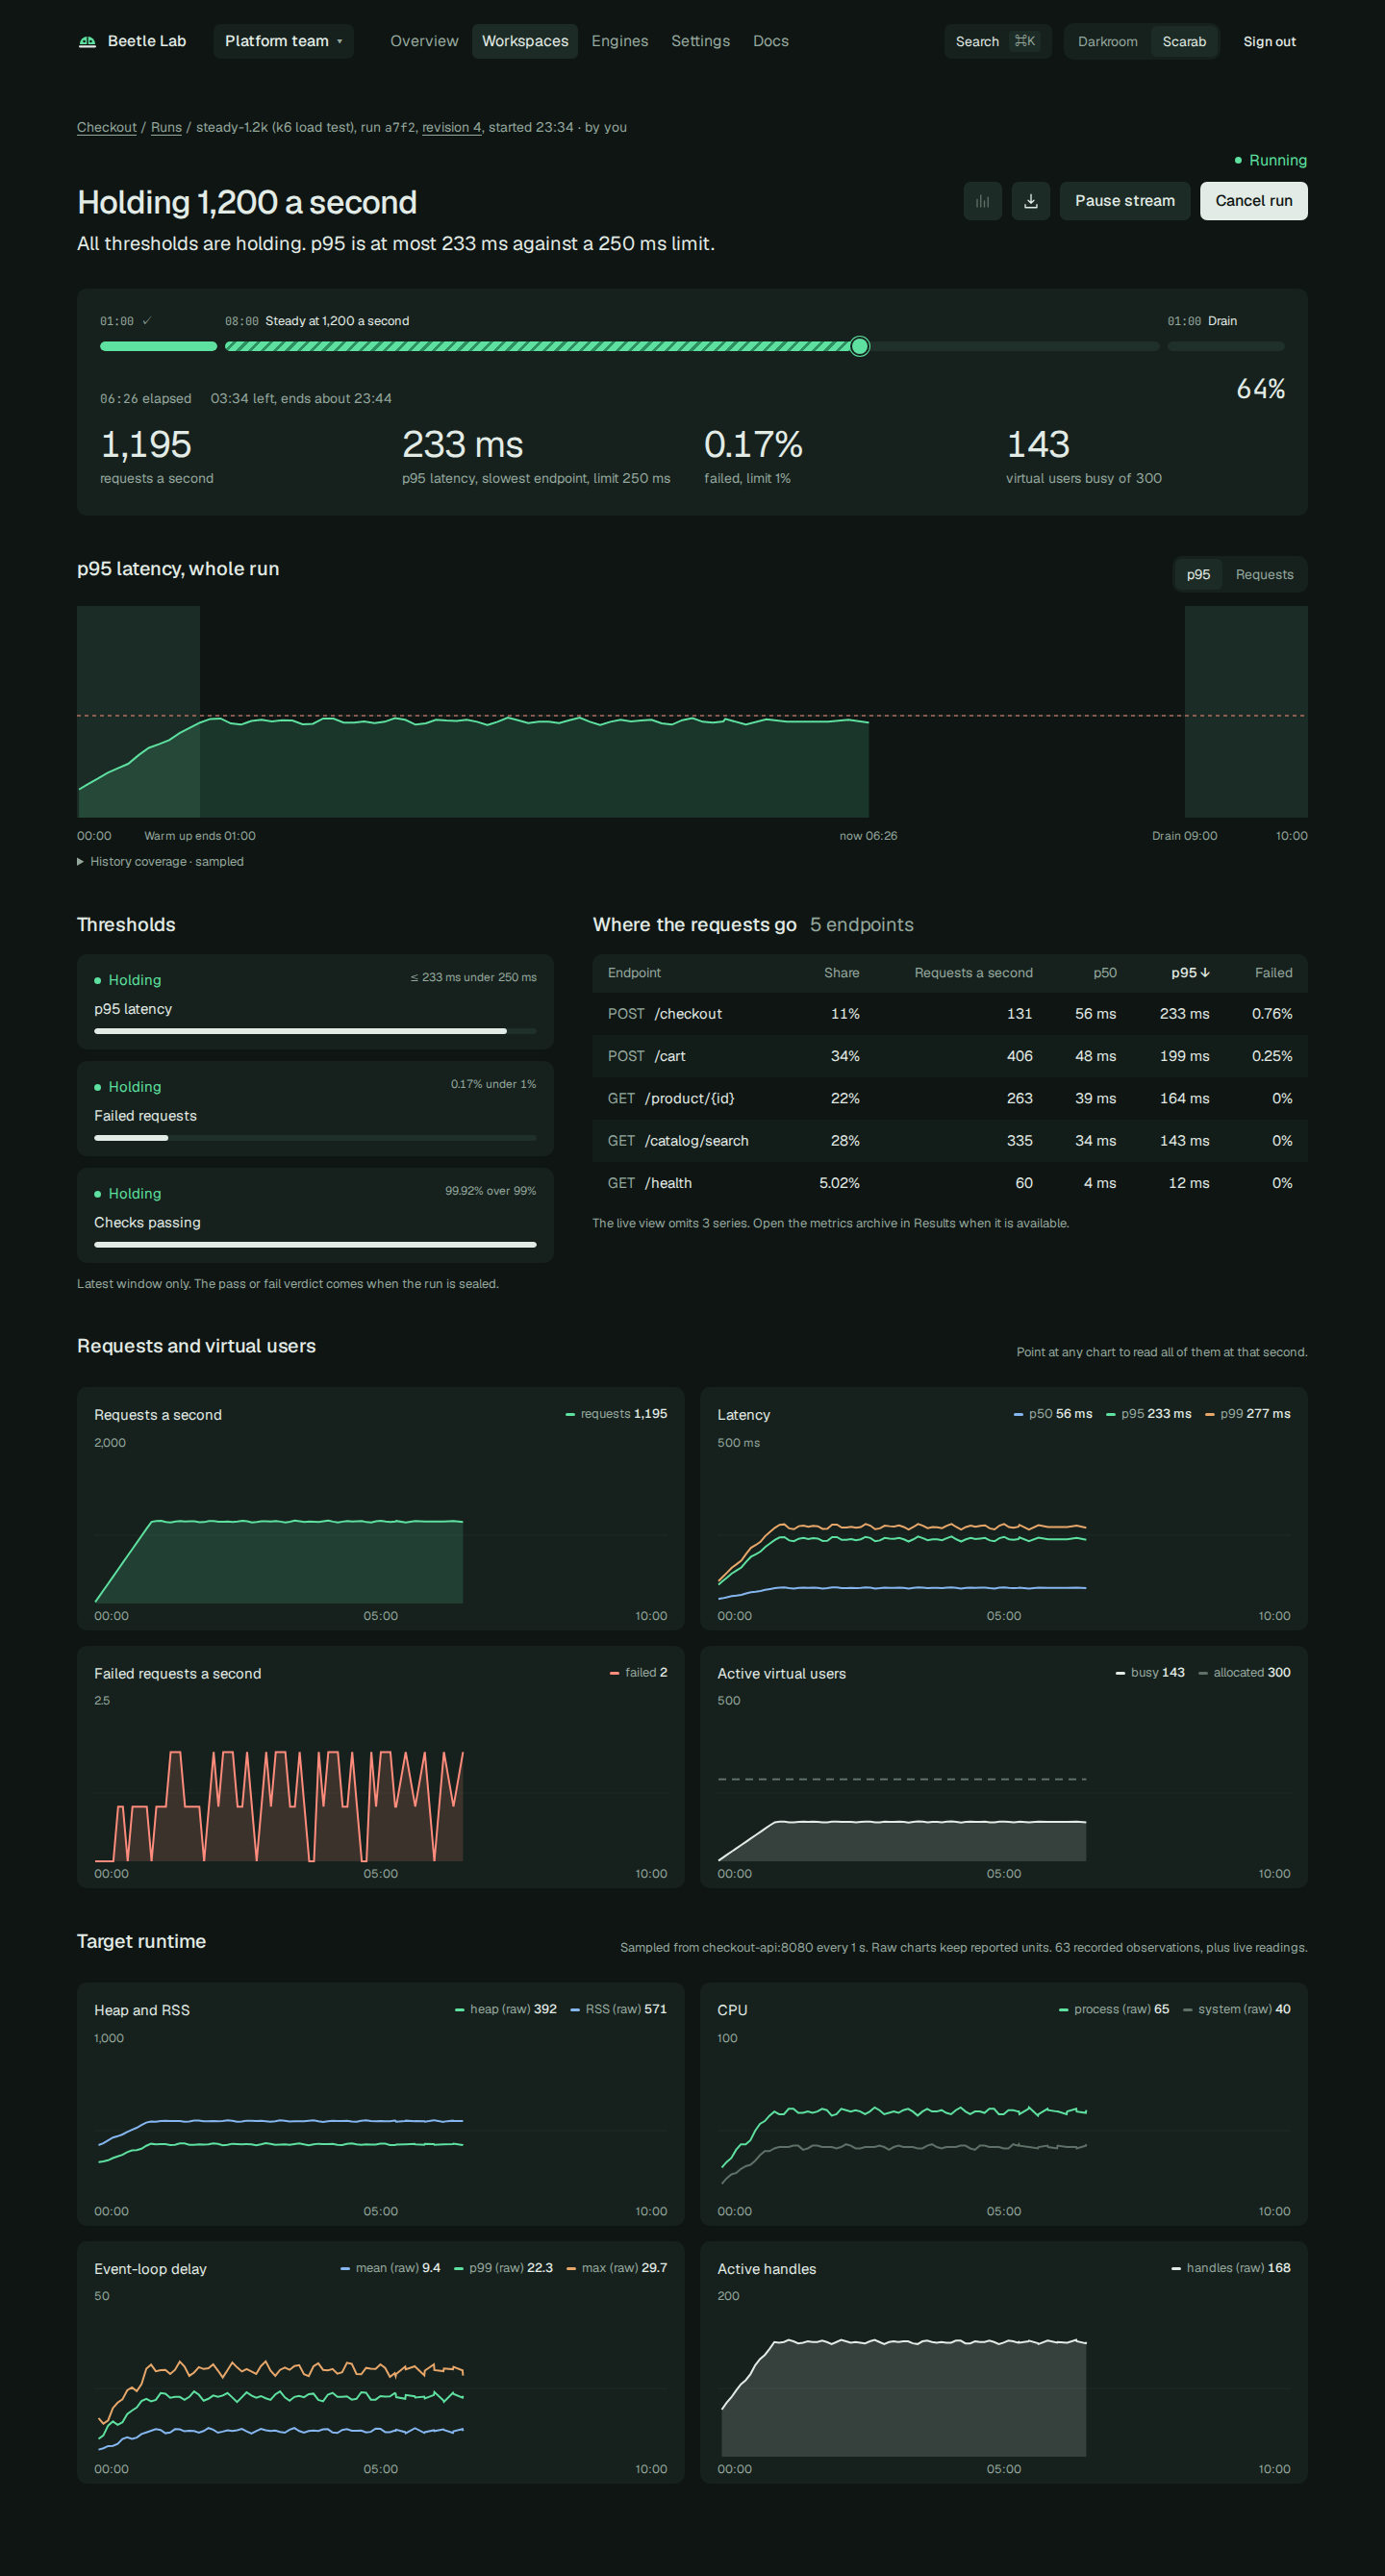 Beetle Lab Platform team ▾ Overview Workspaces Engines Settings Docs Search ⌘K Darkroom Scarab Sign out
Checkout / Runs / steady-1.2k (k6 load test), run a7f2, revision 4, started 23:34 · by you
Running
Holding 1,200 a second Pause stream Cancel run
All thresholds are holding. p95 is at most 233 ms against a 250 ms limit.
01:00 ✓ 08:00 Steady at 1,200 a second 01:00 Drain
06:26 elapsed 03:34 left, ends about 23:44 64%
1,195 233 ms 0.17% 143
requests a second p95 latency, slowest endpoint, limit 250 ms failed, limit 1% virtual users busy of 300
p95 latency, whole run p95 Requests
00:00 Warm up ends 01:00 now 06:26 Drain 09:00 10:00
▶ History coverage · sampled
Thresholds
Holding ≤ 233 ms under 250 ms
p95 latency
Holding 0.17% under 1%
Failed requests
Holding 99.92% over 99%
Checks passing
Latest window only. The pass or fail verdict comes when the run is sealed.
Where the requests go 5 endpoints
Endpoint Share Requests a second p50 p95 ↓ Failed
POST /checkout 11% 131 56 ms 233 ms 0.76%
POST /cart 34% 406 48 ms 199 ms 0.25%
GET /product/{id} 22% 263 39 ms 164 ms 0%
GET /catalog/search 28% 335 34 ms 143 ms 0%
GET /health 5.02% 60 4 ms 12 ms 0%
The live view omits 3 series. Open the metrics archive in Results when it is available.
Requests and virtual users Point at any chart to read all of them at that second.
Requests a second requests 1,195
2,000
00:00 05:00 10:00
Latency p50 56 ms p95 233 ms p99 277 ms
500 ms
00:00 05:00 10:00
Failed requests a second failed 2
2.5
00:00 05:00 10:00
Active virtual users busy 143 allocated 300
500
00:00 05:00 10:00
Target runtime Sampled from checkout-api:8080 every 1 s. Raw charts keep reported units. 63 recorded observations, plus live readings.
Heap and RSS heap (raw) 392 RSS (raw) 571
1,000
00:00 05:00 10:00
CPU process (raw) 65 system (raw) 40
100
00:00 05:00 10:00
Event-loop delay mean (raw) 9.4 p99 (raw) 22.3 max (raw) 29.7
50
00:00 05:00 10:00
Active handles handles (raw) 168
200
00:00 05:00 10:00